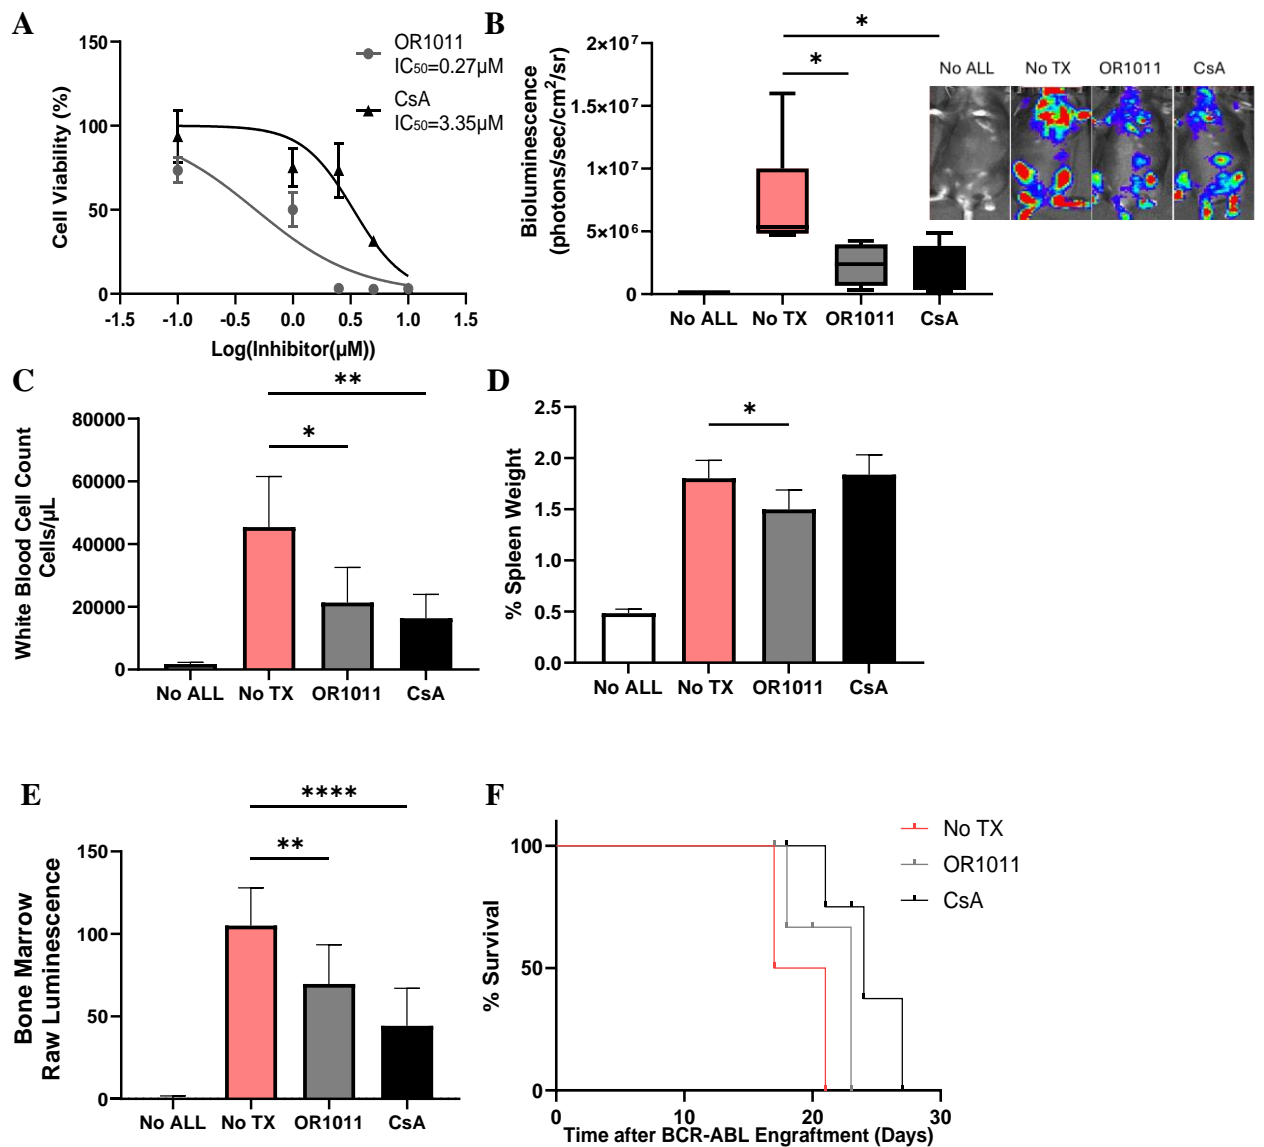 A
150
100
50
0
Cell Viability (%)
-1.5 -1.0 -0.5 0.0 0.5 1.0 1.5
Log(Inhibitor(µM))
OR1011
IC₅₀=0.27µM
CsA
IC₅₀=3.35µM
B
*
*
2×10⁷
1.5×10⁷
1×10⁷
5×10⁶
0
Bioluminescence
(photons/sec/cm²/sr)
No ALL No TX OR1011 CsA
No ALL No TX OR1011 CsA
C
**
*
80000
60000
40000
20000
0
White Blood Cell Count
Cells/µL
No ALL No TX OR1011 CsA
D
*
2.5
2.0
1.5
1.0
0.5
0.0
% Spleen Weight
No ALL No TX OR1011 CsA
E
****
**
150
100
50
0
Bone Marrow
Raw Luminescence
No ALL No TX OR1011 CsA
F
100
50
0
% Survival
0 10 20 30
Time after BCR-ABL Engraftment (Days)
No TX
OR1011
CsA